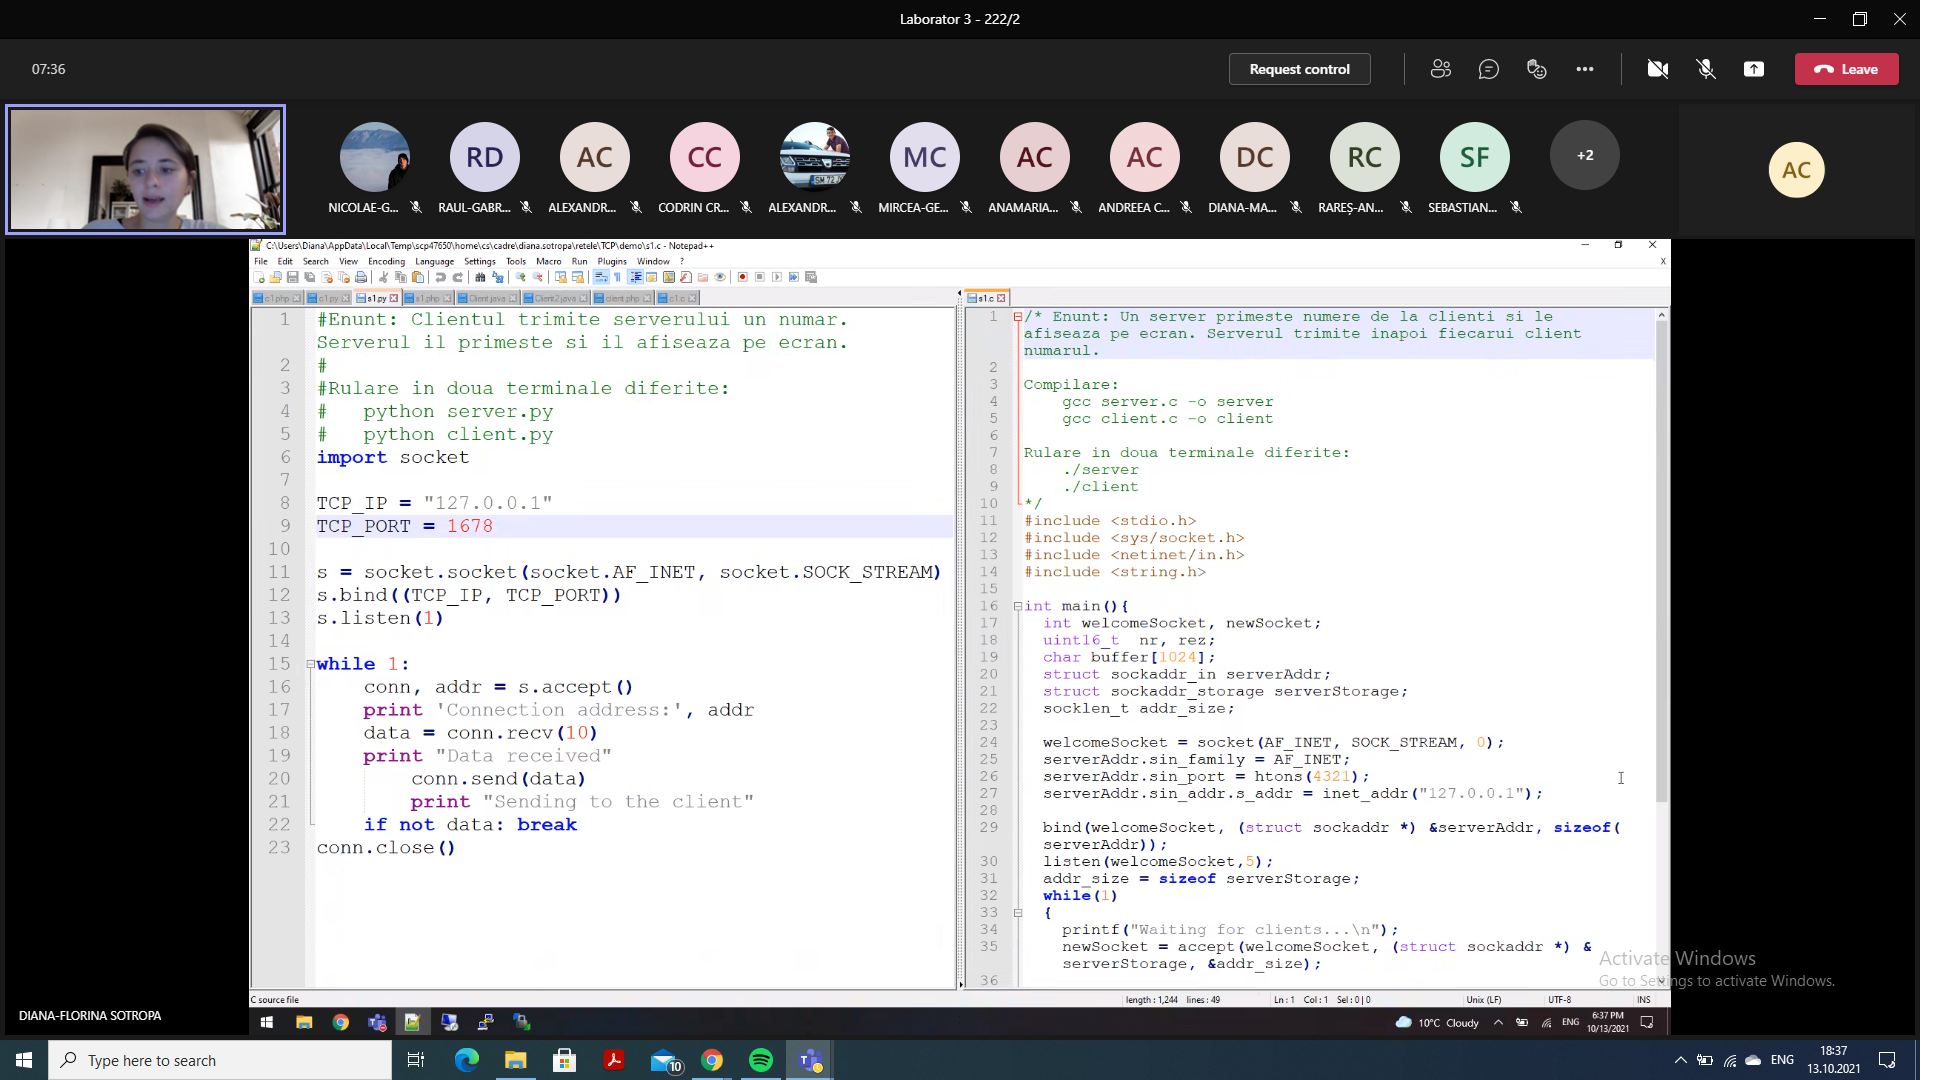 Laborator 3 - 222/2
07:36
Request control
Leave
RD
AC
CC
MC
AC
AC
DC
RC
SF
+2
AC
NICOLAE-G...
RAUL-GABR...
ALEXANDR...
CODRIN CR...
ALEXANDR...
MIRCEA-GE...
ANAMARIA...
ANDREEA C...
DIANA-MA...
RAREȘ-AN...
SEBASTIAN...
C:\Users\Diana\AppData\Local\Temp\scp47650\home\cs\cadre\diana.sotropa\retele\TCP\demo\s1.c - Notepad++
File Edit Search View Encoding Language Settings Tools Macro Run Plugins Window ?
X
c1.php
c1.py
s1.py
s1.php
Client.java
Client2.java
client.php
c1.c
s1.c
1 #Enunt: Clientul trimite serverului un numar.
Serverul il primeste si il afiseaza pe ecran.
2 #
3 #Rulare in doua terminale diferite:
4 #   python server.py
5 #   python client.py
6 import socket
7
8 TCP_IP = "127.0.0.1"
9 TCP_PORT = 1678
10
11 s = socket.socket(socket.AF_INET, socket.SOCK_STREAM)
12 s.bind((TCP_IP, TCP_PORT))
13 s.listen(1)
14
15 while 1:
16     conn, addr = s.accept()
17     print 'Connection address:', addr
18     data = conn.recv(10)
19     print "Data received"
20         conn.send(data)
21         print "Sending to the client"
22     if not data: break
23 conn.close()
1 /* Enunt: Un server primeste numere de la clienti si le
afiseaza pe ecran. Serverul trimite inapoi fiecarui client
numarul.
2
3 Compilare:
4     gcc server.c -o server
5     gcc client.c -o client
6
7 Rulare in doua terminale diferite:
8     ./server
9     ./client
10 */
11 #include <stdio.h>
12 #include <sys/socket.h>
13 #include <netinet/in.h>
14 #include <string.h>
15
16 int main(){
17   int welcomeSocket, newSocket;
18   uint16_t  nr, rez;
19   char buffer[1024];
20   struct sockaddr_in serverAddr;
21   struct sockaddr_storage serverStorage;
22   socklen_t addr_size;
23
24   welcomeSocket = socket(AF_INET, SOCK_STREAM, 0);
25   serverAddr.sin_family = AF_INET;
26   serverAddr.sin_port = htons(4321);
27   serverAddr.sin_addr.s_addr = inet_addr("127.0.0.1");
28
29   bind(welcomeSocket, (struct sockaddr *) &serverAddr, sizeof(
serverAddr));
30   listen(welcomeSocket,5);
31   addr_size = sizeof serverStorage;
32   while(1)
33   {
34     printf("Waiting for clients...\n");
35     newSocket = accept(welcomeSocket, (struct sockaddr *) &
serverStorage, &addr_size);
36
Activate Windows
Go to Settings to activate Windows.
C source file
length : 1,244 lines : 49
Ln : 1 Col : 1 Sel : 0 | 0
Unix (LF)
UTF-8
INS
DIANA-FLORINA SOTROPA
10°C Cloudy
ENG
6:37 PM
10/13/2021
Type here to search
10
ENG
18:37
13.10.2021